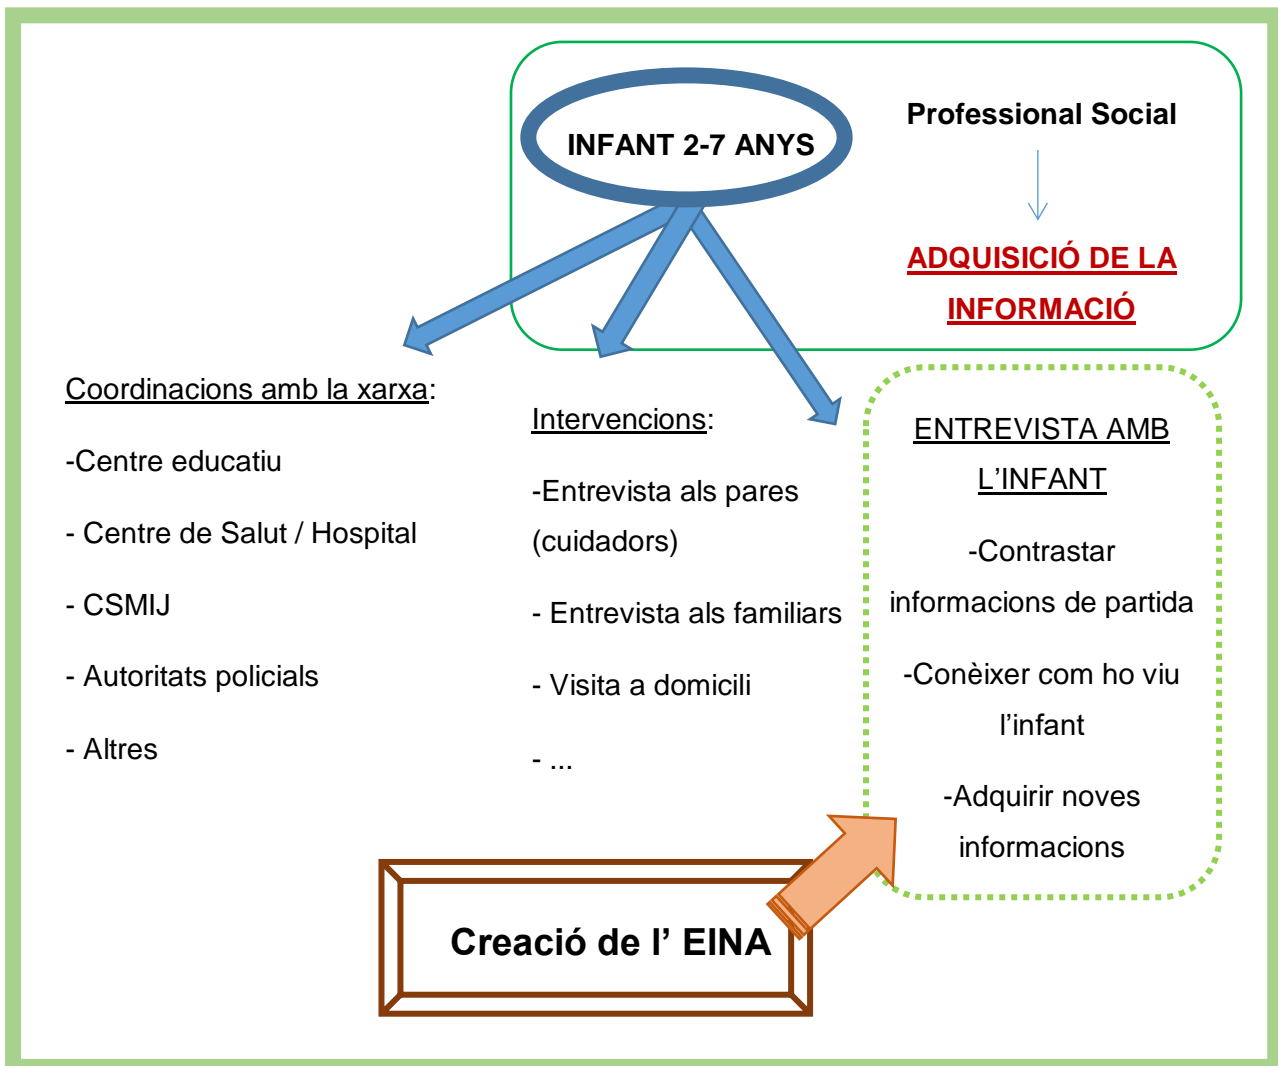 INFANT 2-7 ANYS
Professional Social
ADQUISICIÓ DE LA
INFORMACIÓ
Coordinacions amb la xarxa:
-Centre educatiu
- Centre de Salut / Hospital
- CSMIJ
- Autoritats policials
- Altres
Intervencions:
-Entrevista als pares
(cuidadors)
- Entrevista als familiars
- Visita a domicili
- ...
ENTREVISTA AMB
L’INFANT
-Contrastar
informacions de partida
-Conèixer com ho viu
l’infant
-Adquirir noves
informacions
Creació de l’ EINA